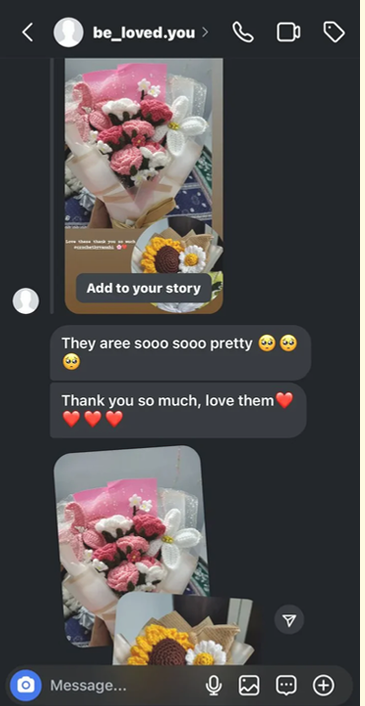 be_loved.you
Love these thank you so much
Add to your story
They aree sooo sooo pretty 🥺🥺
🥺
Thank you so much, love them❤️
❤️❤️❤️
Message...